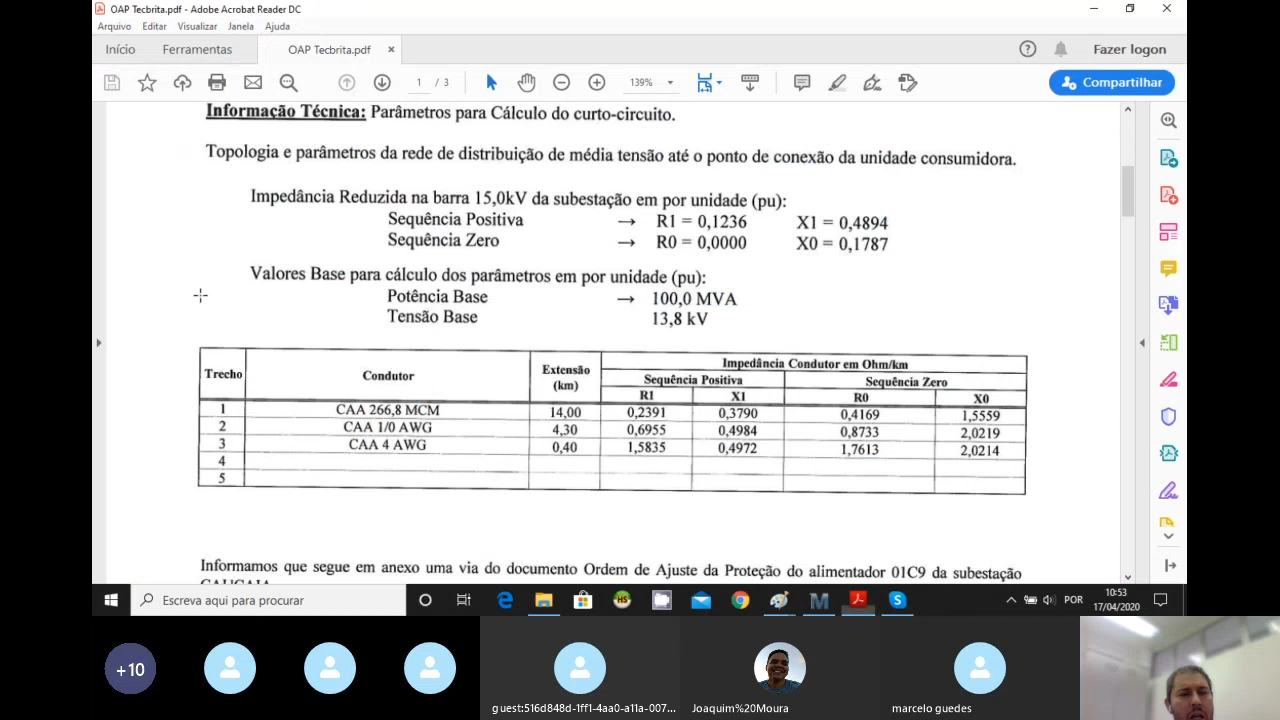 OAP Tecbrita.pdf - Adobe Acrobat Reader DC
Arquivo Editar Visualizar Janela Ajuda
Início Ferramentas OAP Tecbrita.pdf × Fazer logon
1 / 3 139% Compartilhar
Informação Técnica: Parâmetros para Cálculo do curto-circuito.
Topologia e parâmetros da rede de distribuição de média tensão até o ponto de conexão da unidade consumidora.
Impedância Reduzida na barra 15,0kV da subestação em por unidade (pu):
Sequência Positiva → R1 = 0,1236 X1 = 0,4894
Sequência Zero → R0 = 0,0000 X0 = 0,1787
Valores Base para cálculo dos parâmetros em por unidade (pu):
Potência Base → 100,0 MVA
Tensão Base 13,8 kV
Trecho Condutor Extensão (km) Impedância Condutor em Ohm/km
Sequência Positiva Sequência Zero
R1 X1 R0 X0
1 CAA 266,8 MCM 14,00 0,2391 0,3790 0,4169 1,5559
2 CAA 1/0 AWG 4,30 0,6955 0,4984 0,8733 2,0219
3 CAA 4 AWG 0,40 1,5835 0,4972 1,7613 2,0214
4
5
Informamos que segue em anexo uma via do documento Ordem de Ajuste da Proteção do alimentador 01C9 da subestação
CAUCAIA
Escreva aqui para pesquisar POR 10:53
17/04/2020
+10
guest:516d848d-1ff1-4aa0-a11a-007... Joaquim%20Moura marcelo guedes